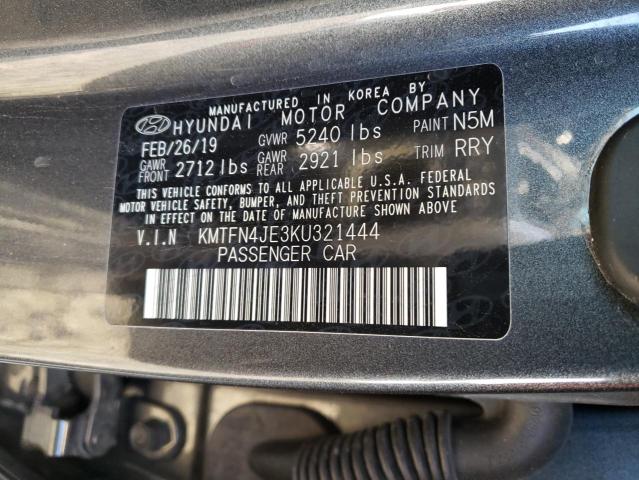 MANUFACTURED IN KOREA BY
HYUNDAI MOTOR COMPANY
FEB/26/19 GVWR 5240 lbs PAINT N5M
GAWR FRONT 2712 lbs GAWR REAR 2921 lbs TRIM RRY
THIS VEHICLE CONFORMS TO ALL APPLICABLE U.S.A. FEDERAL
MOTOR VEHICLE SAFETY, BUMPER, AND THEFT PREVENTION STANDARDS
IN EFFECT ON THE DATE OF MANUFACTURE SHOWN ABOVE
V.I.N KMTFN4JE3KU321444
PASSENGER CAR